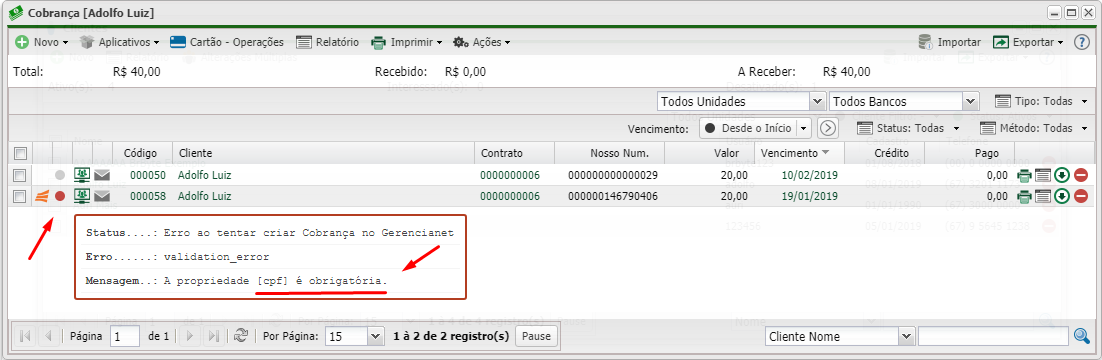 Cobrança [Adolfo Luiz]
Novo Aplicativos Cartão - Operações Relatório Imprimir Ações Importar Exportar ?
Total: R$ 40,00 Recebido: R$ 0,00 A Receber: R$ 40,00
Todos Unidades Todos Bancos Tipo: Todas
Vencimento: Desde o Início Status: Todas Método: Todas
Código Cliente Contrato Nosso Num. Valor Vencimento Crédito Pago
000050 Adolfo Luiz 0000000006 000000000000029 20,00 10/02/2019 0,00
000058 Adolfo Luiz 0000000006 000000146790406 20,00 19/01/2019 0,00
Status....: Erro ao tentar criar Cobrança no Gerencianet
Erro......: validation_error
Mensagem..: A propriedade [cpf] é obrigatória.
Página 1 de 1 Por Página: 15 1 à 2 de 2 registro(s) Pause Cliente Nome